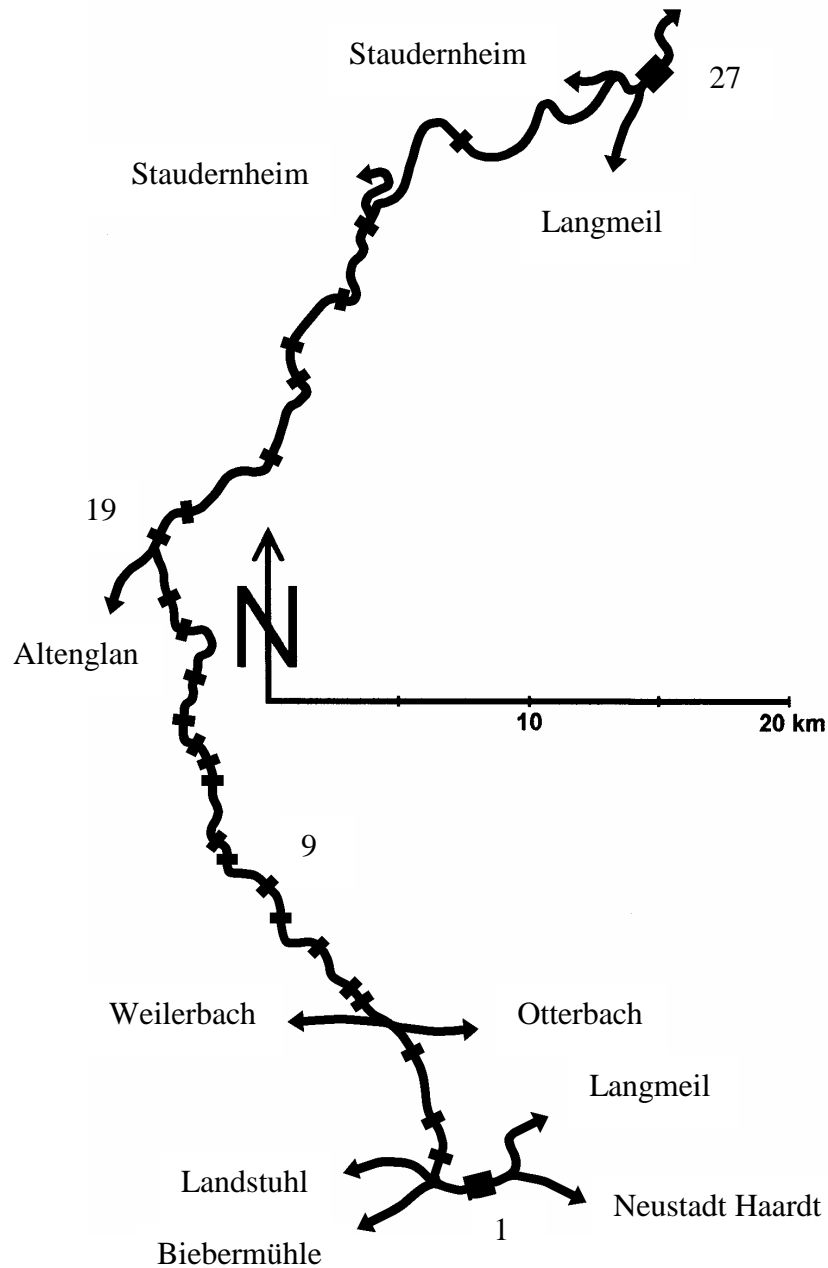 Staudernheim
27
Staudernheim
Langmeil
19
N
Altenglan
10
20 km
9
Weilerbach
Otterbach
Langmeil
Landstuhl
Neustadt Haardt
1
Biebermühle